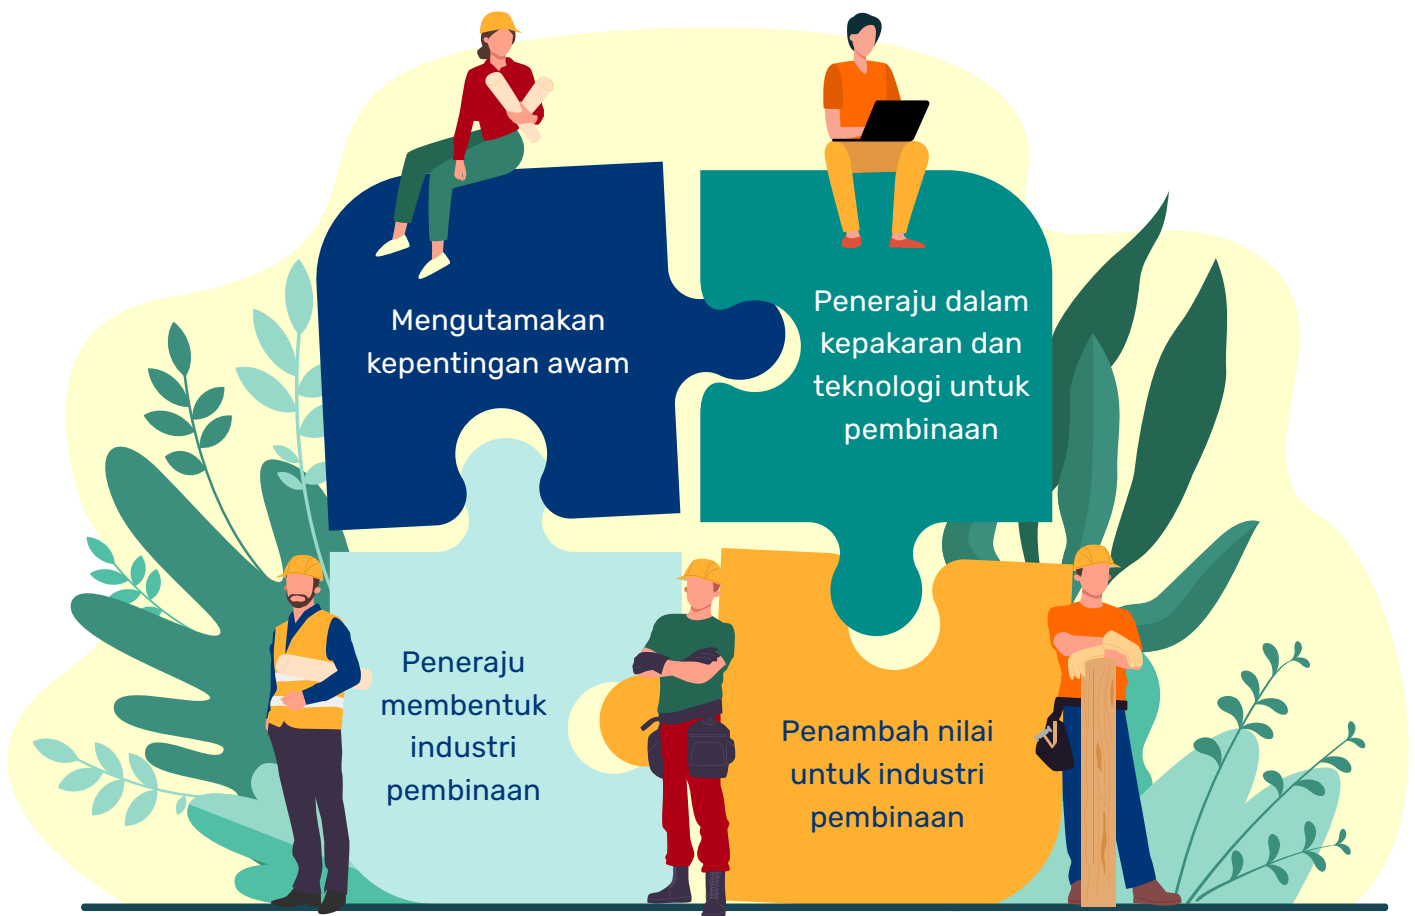 Mengutamakan
kepentingan awam
Peneraju dalam
kepakaran dan
teknologi untuk
pembinaan
Peneraju
membentuk
industri
pembinaan
Penambah nilai
untuk industri
pembinaan